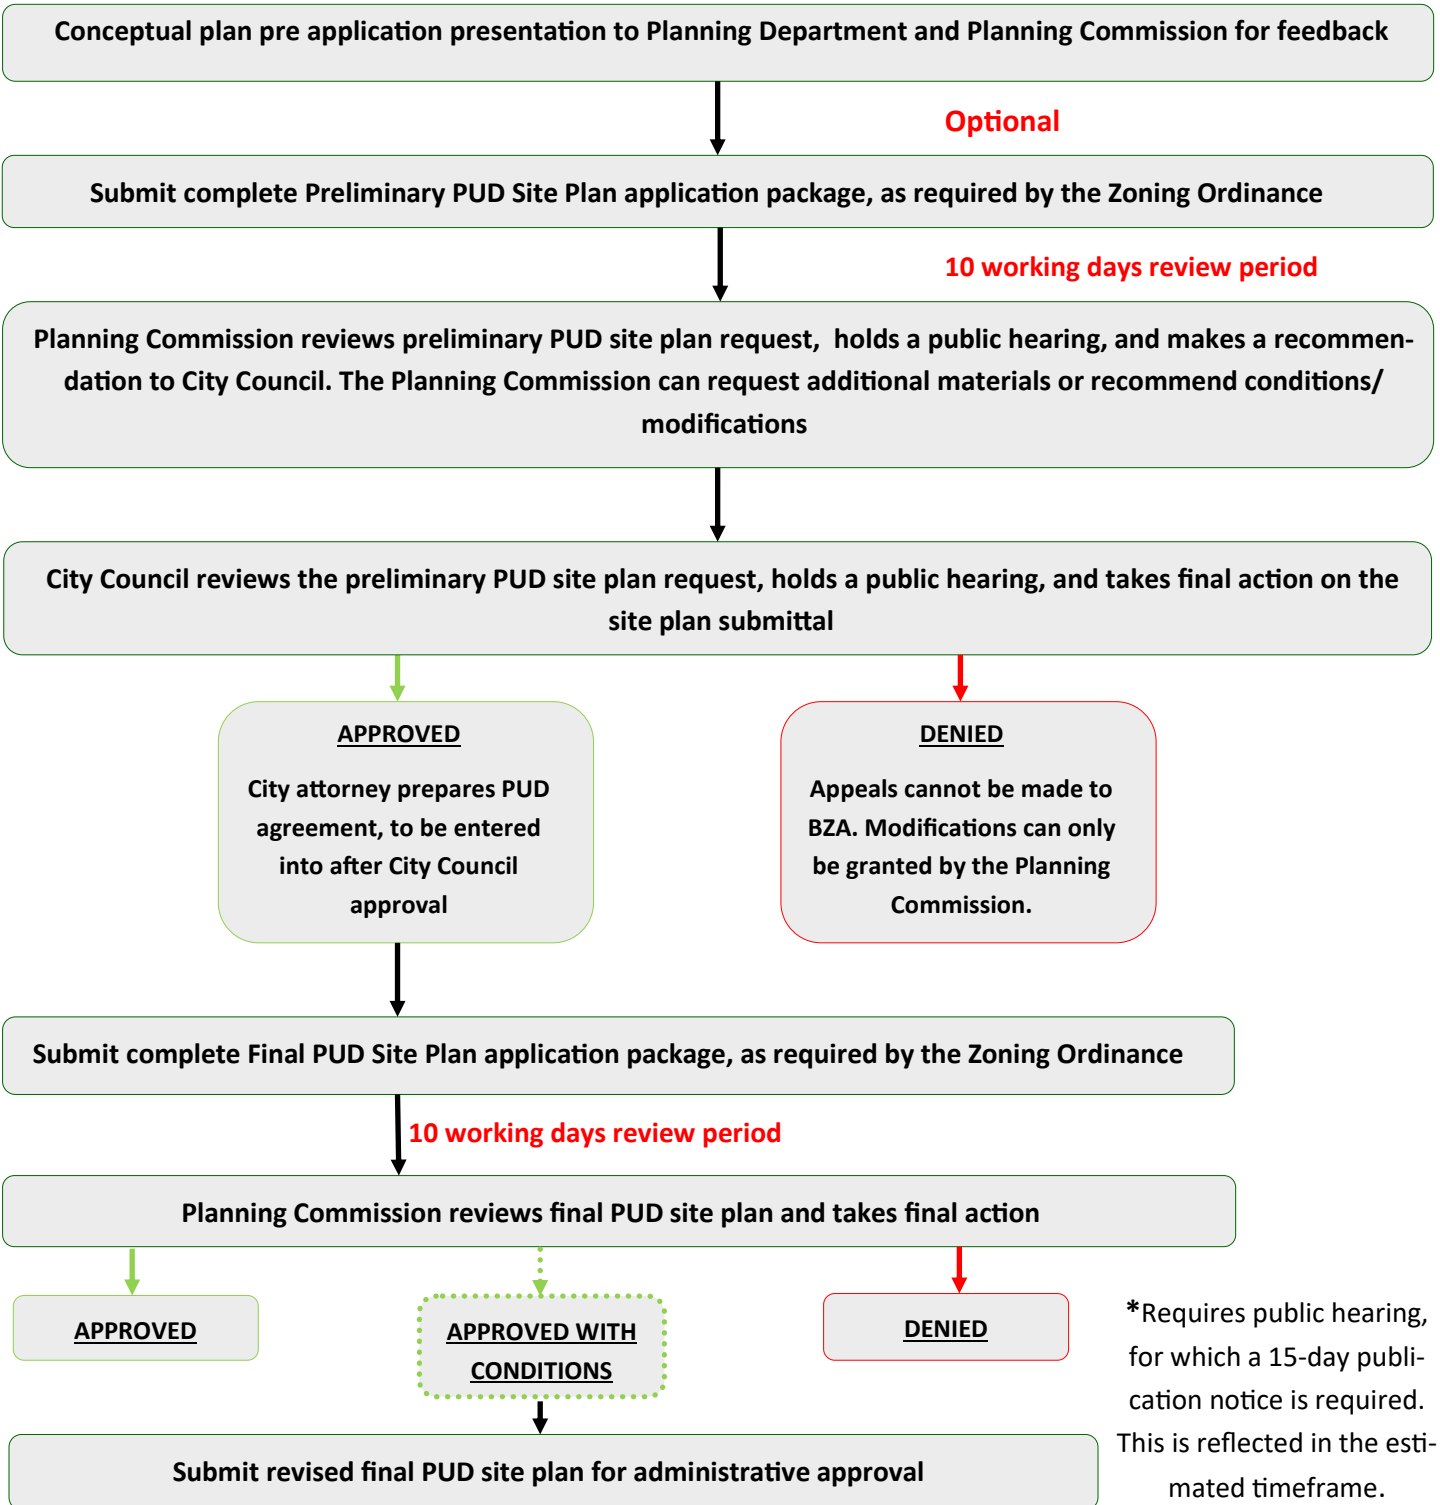 Conceptual plan pre application presentation to Planning Department and Planning Commission for feedback
Optional
Submit complete Preliminary PUD Site Plan application package, as required by the Zoning Ordinance
10 working days review period
Planning Commission reviews preliminary PUD site plan request, holds a public hearing, and makes a recommen-
dation to City Council. The Planning Commission can request additional materials or recommend conditions/
modifications
City Council reviews the preliminary PUD site plan request, holds a public hearing, and takes final action on the
site plan submittal
APPROVED
City attorney prepares PUD
agreement, to be entered
into after City Council
approval
DENIED
Appeals cannot be made to
BZA. Modifications can only
be granted by the Planning
Commission.
Submit complete Final PUD Site Plan application package, as required by the Zoning Ordinance
10 working days review period
Planning Commission reviews final PUD site plan and takes final action
APPROVED
APPROVED WITH
CONDITIONS
DENIED
Submit revised final PUD site plan for administrative approval
*Requires public hearing,
for which a 15-day publi-
cation notice is required.
This is reflected in the esti-
mated timeframe.